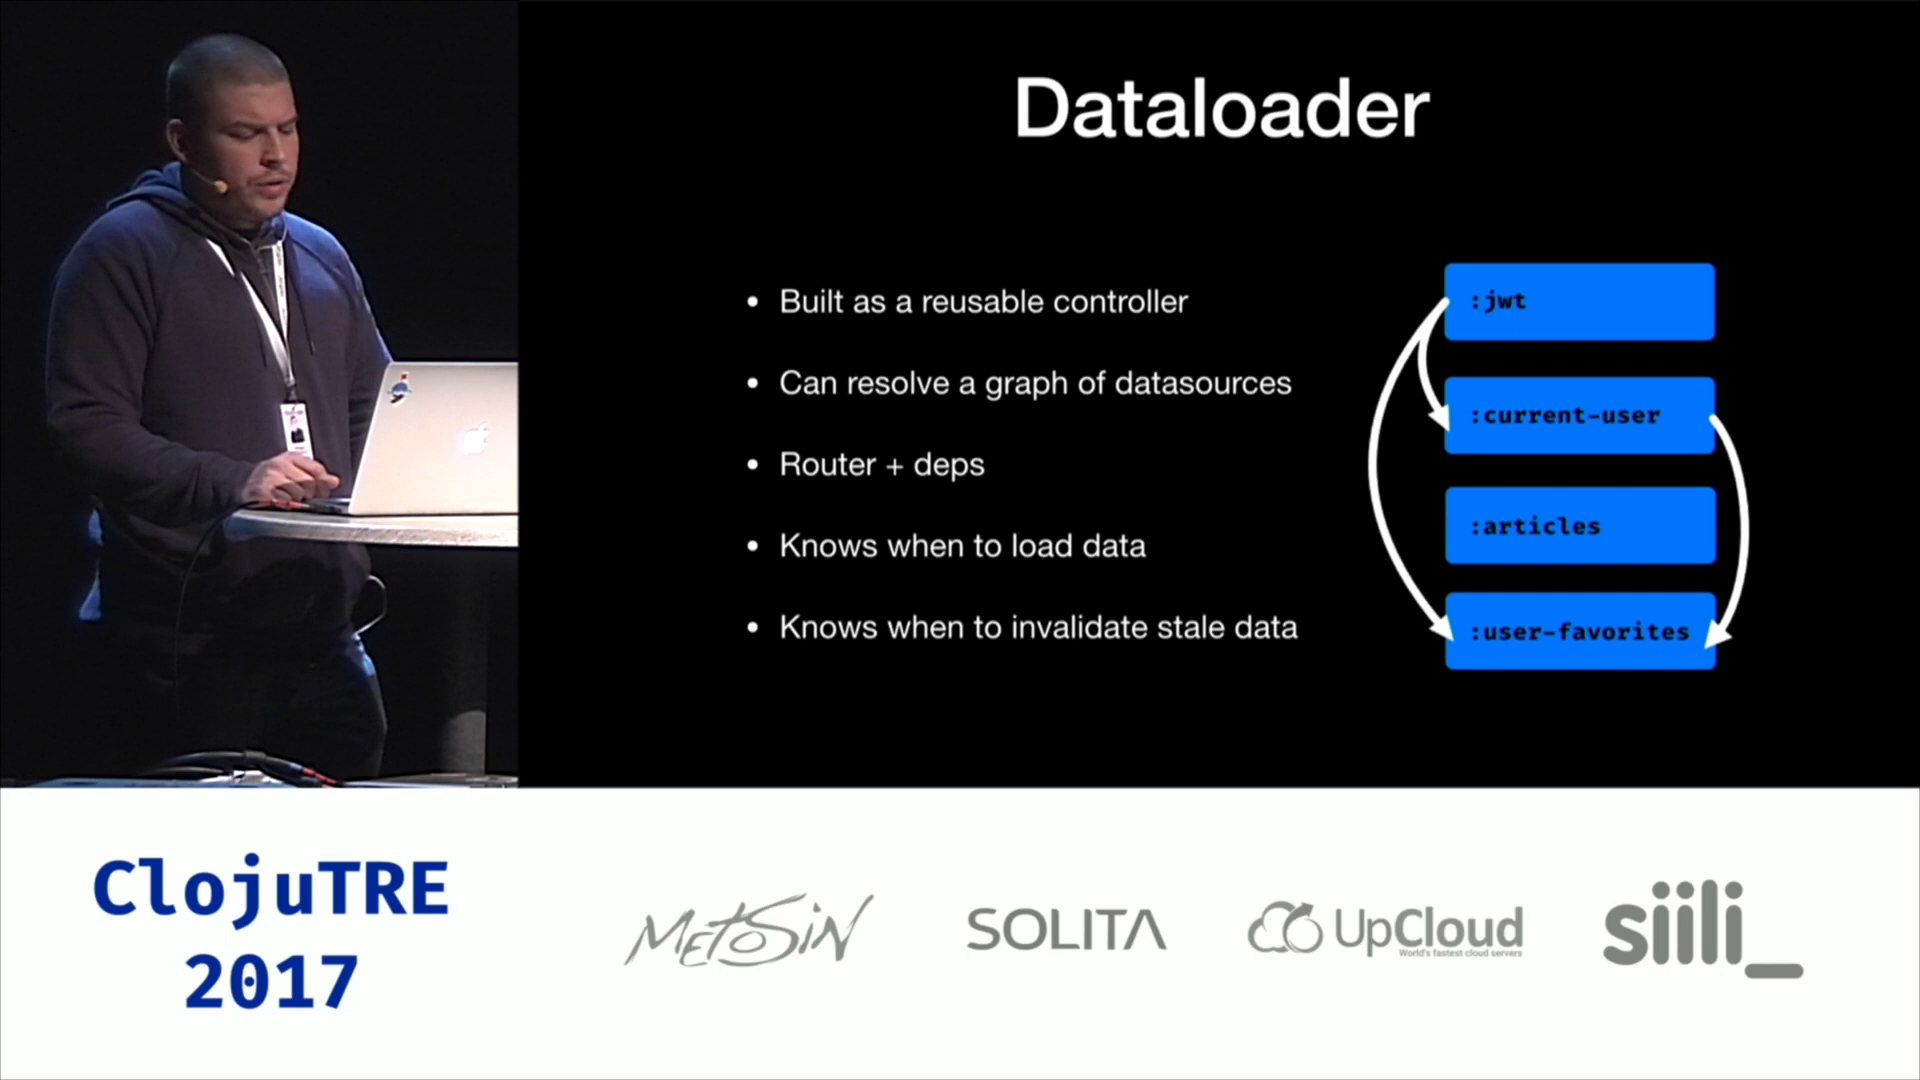 Dataloader
• Built as a reusable controller
• Can resolve a graph of datasources
• Router + deps
• Knows when to load data
• Knows when to invalidate stale data
:jwt
:current-user
:articles
:user-favorites
ClojuTRE
2017
METOSIN
SOLITA
UpCloud
World's fastest cloud servers
siili_